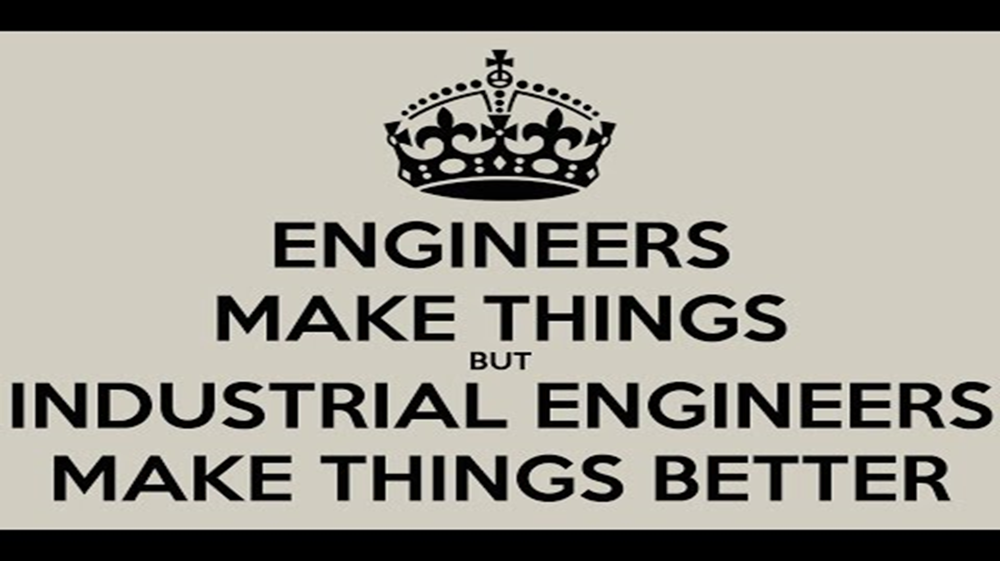 ENGINEERS
MAKE THINGS
BUT
INDUSTRIAL ENGINEERS
MAKE THINGS BETTER